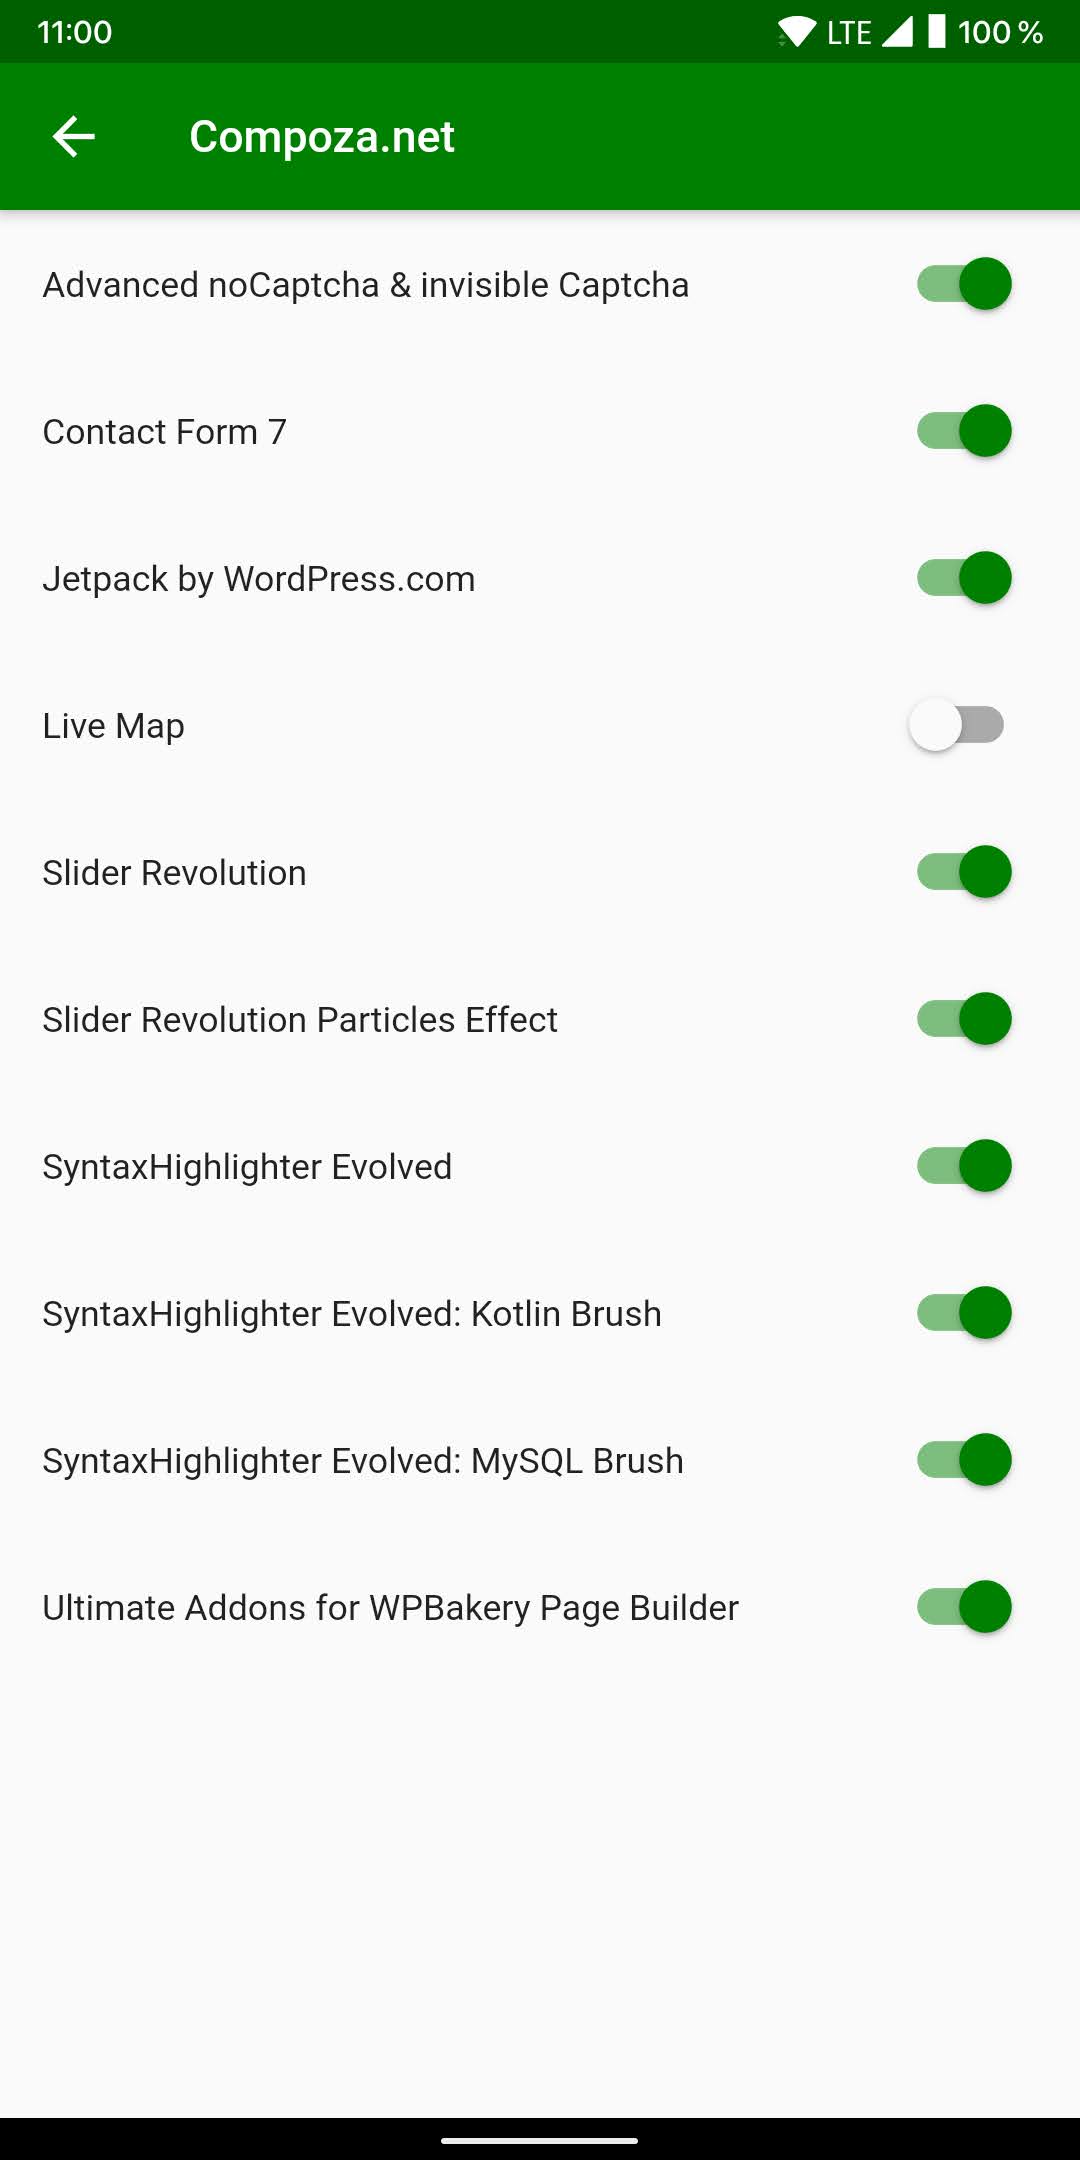 11:00 LTE 100 %
Compoza.net
Advanced noCaptcha & invisible Captcha
Contact Form 7
Jetpack by WordPress.com
Live Map
Slider Revolution
Slider Revolution Particles Effect
SyntaxHighlighter Evolved
SyntaxHighlighter Evolved: Kotlin Brush
SyntaxHighlighter Evolved: MySQL Brush
Ultimate Addons for WPBakery Page Builder